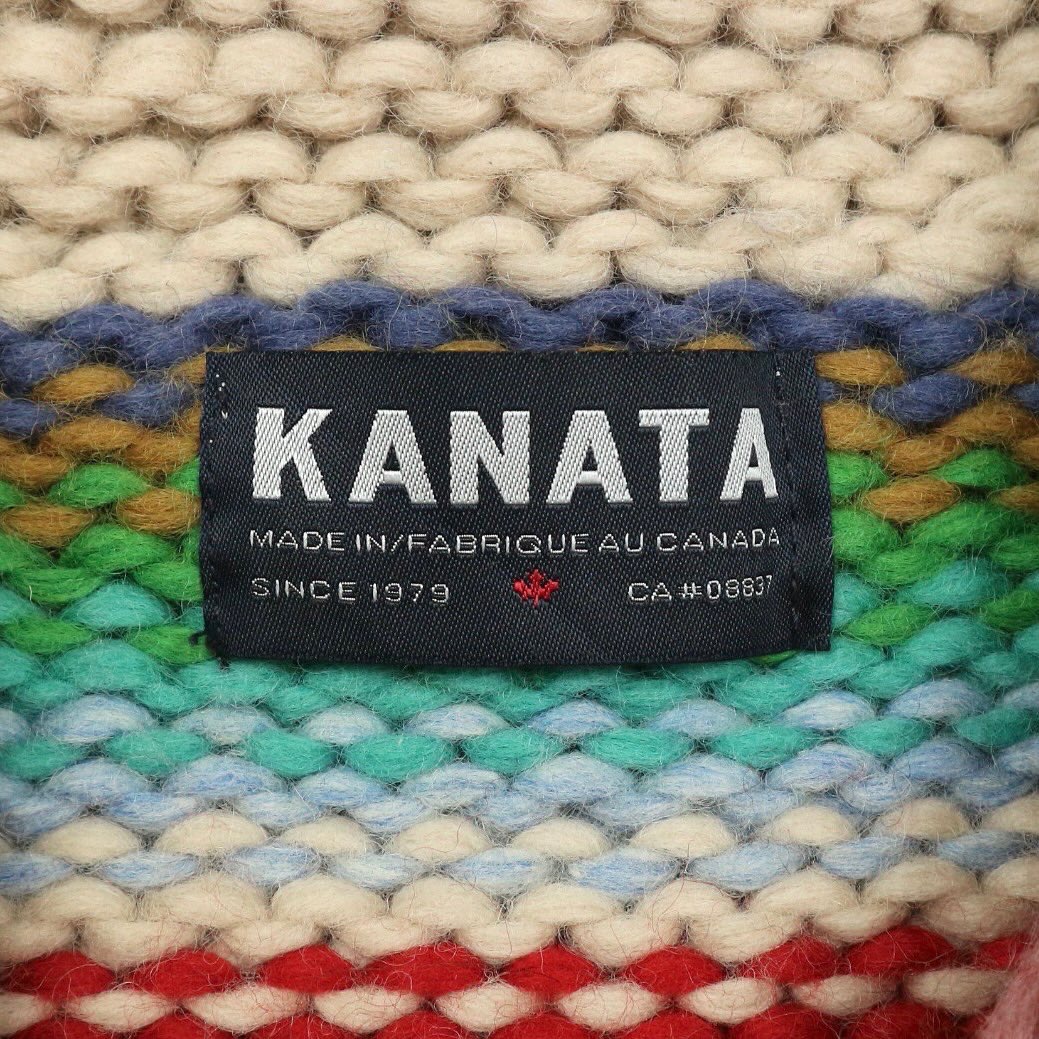 KANATA
MADE IN/FABRIQUE AU CANADA
SINCE 1979 CA#08837